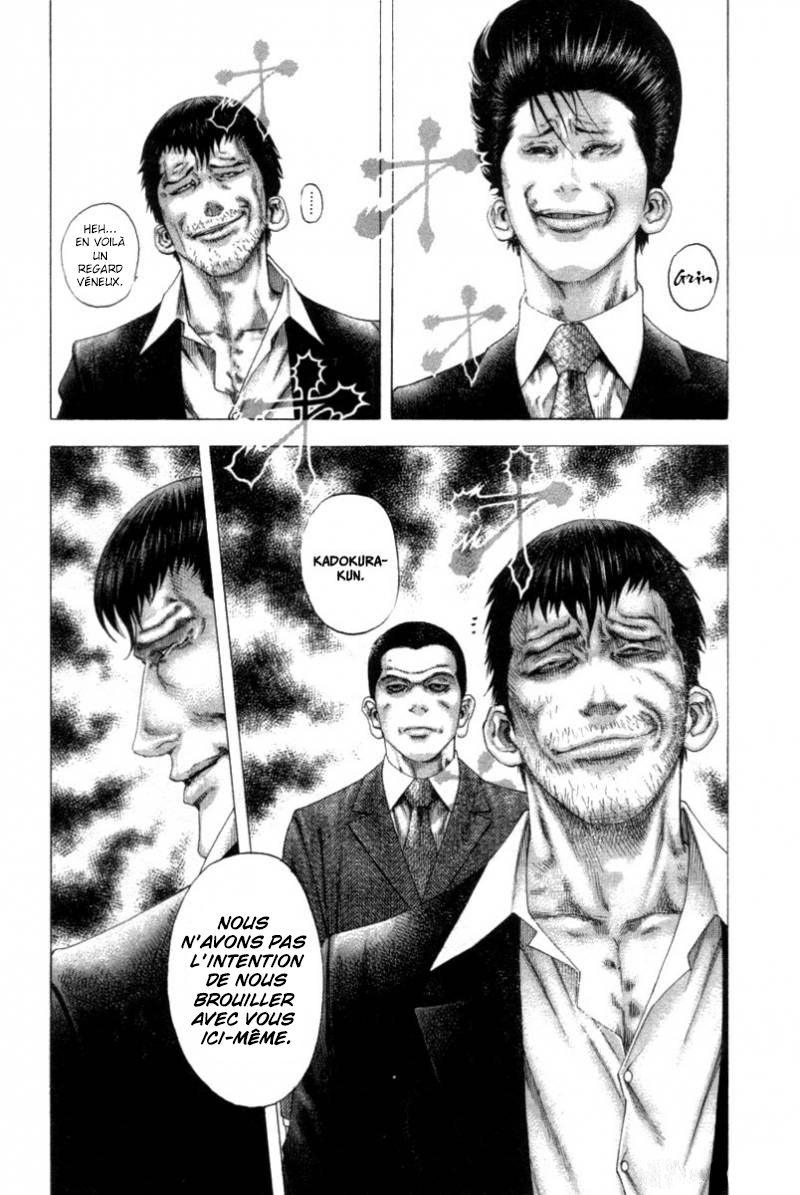 Grin
......
HEH...
EN VOILÀ
UN
REGARD
VÉNEUX.
KADOKURA-
KUN.
NOUS
N'AVONS PAS
L'INTENTION
DE NOUS
BROUILLER
AVEC VOUS
ICI-MÊME.